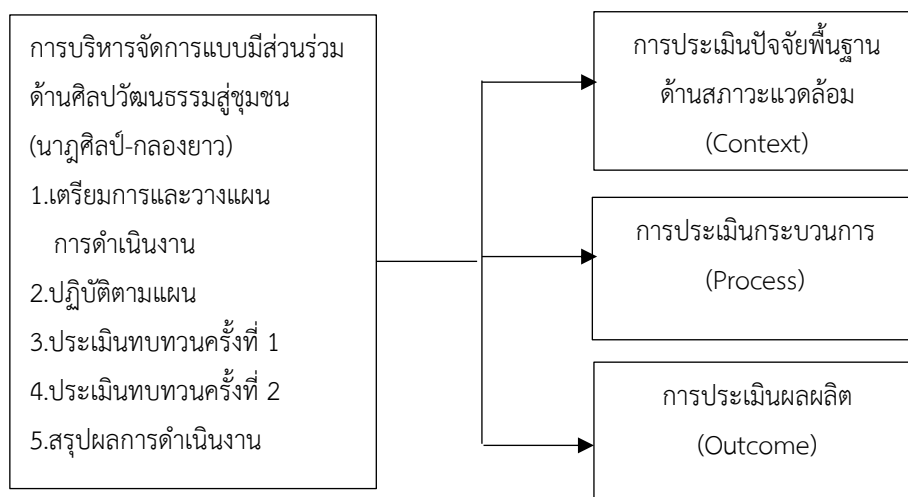 การบริหารจัดการแบบมีส่วนร่วม
ด้านศิลปวัฒนธรรมสู่ชุมชน
(นาฎศิลป์-กลองยาว)
1.เตรียมการและวางแผน
การดำเนินงาน
2.ปฏิบัติตามแผน
3.ประเมินทบทวนครั้งที่ 1
4.ประเมินทบทวนครั้งที่ 2
5.สรุปผลการดำเนินงาน
การประเมินปัจจัยพื้นฐาน
ด้านสภาวะแวดล้อม
(Context)
การประเมินกระบวนการ
(Process)
การประเมินผลผลิต
(Outcome)